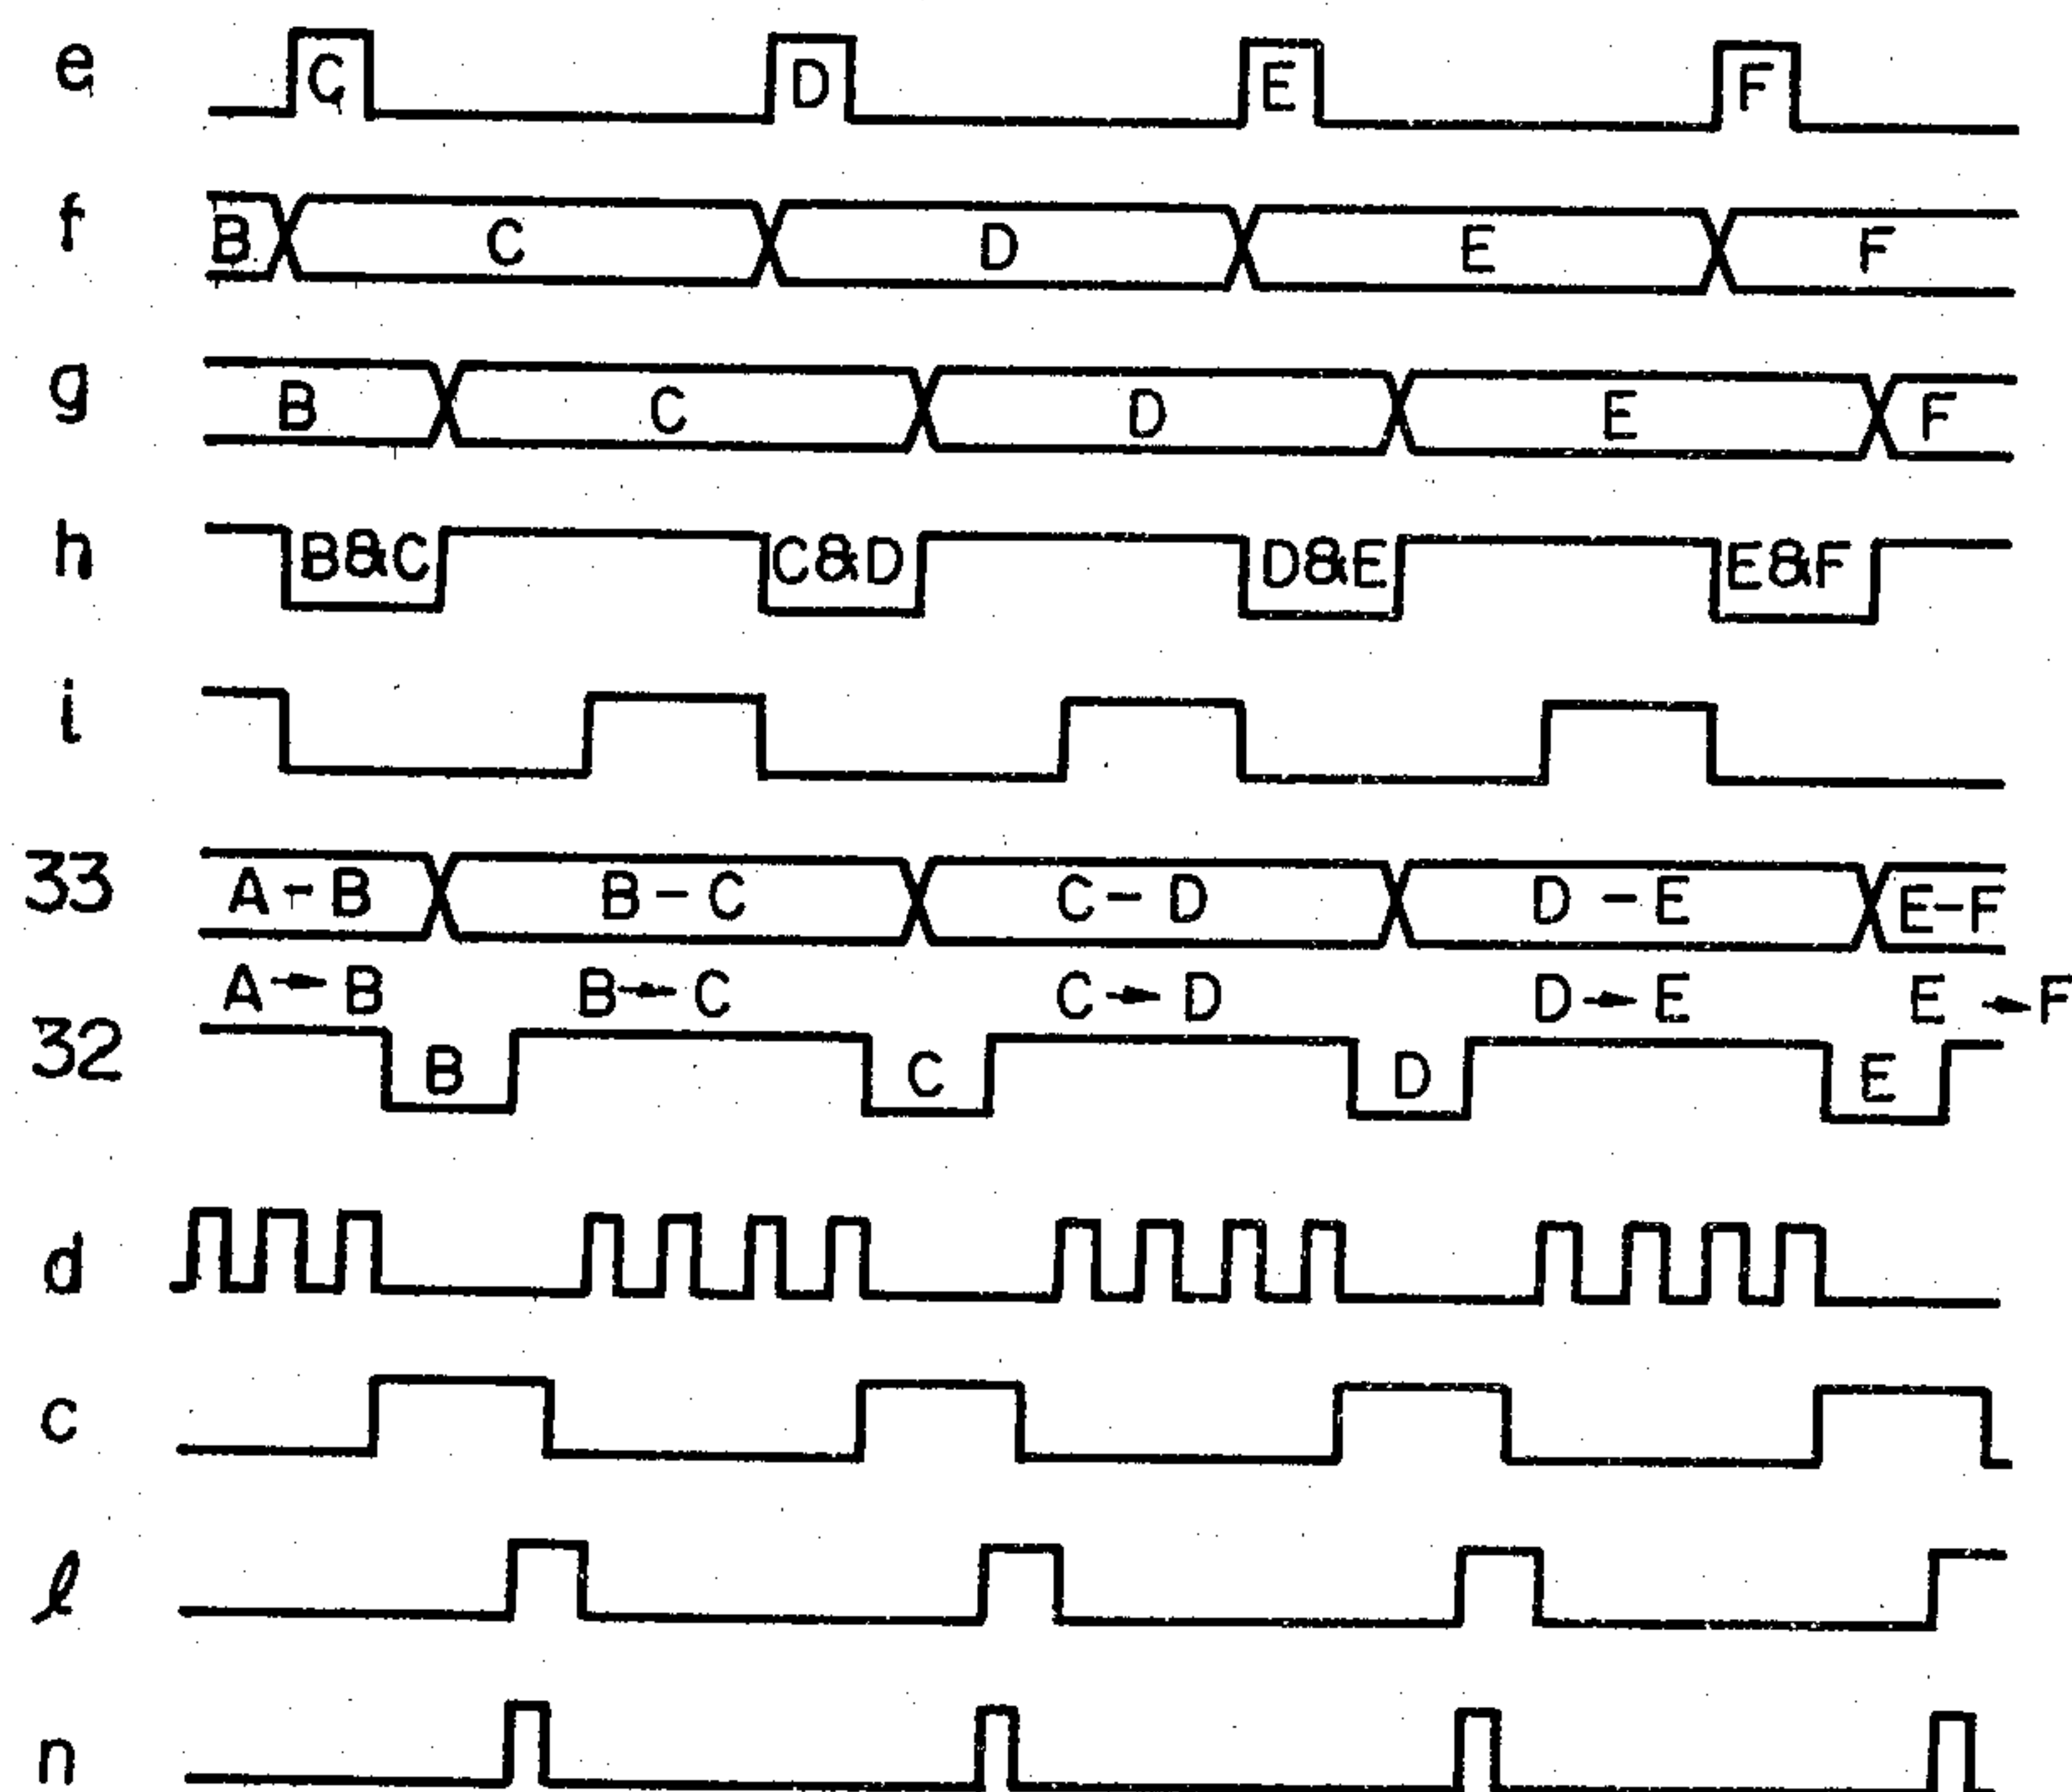 e C D E F
f B C D E F
g B C D E F
h B&C C&D D&E E&F
i
33 A-B B-C C-D D-E E-F
A→B B→C C→D D→E E→F
32 B C D E
d
c
ℓ
n